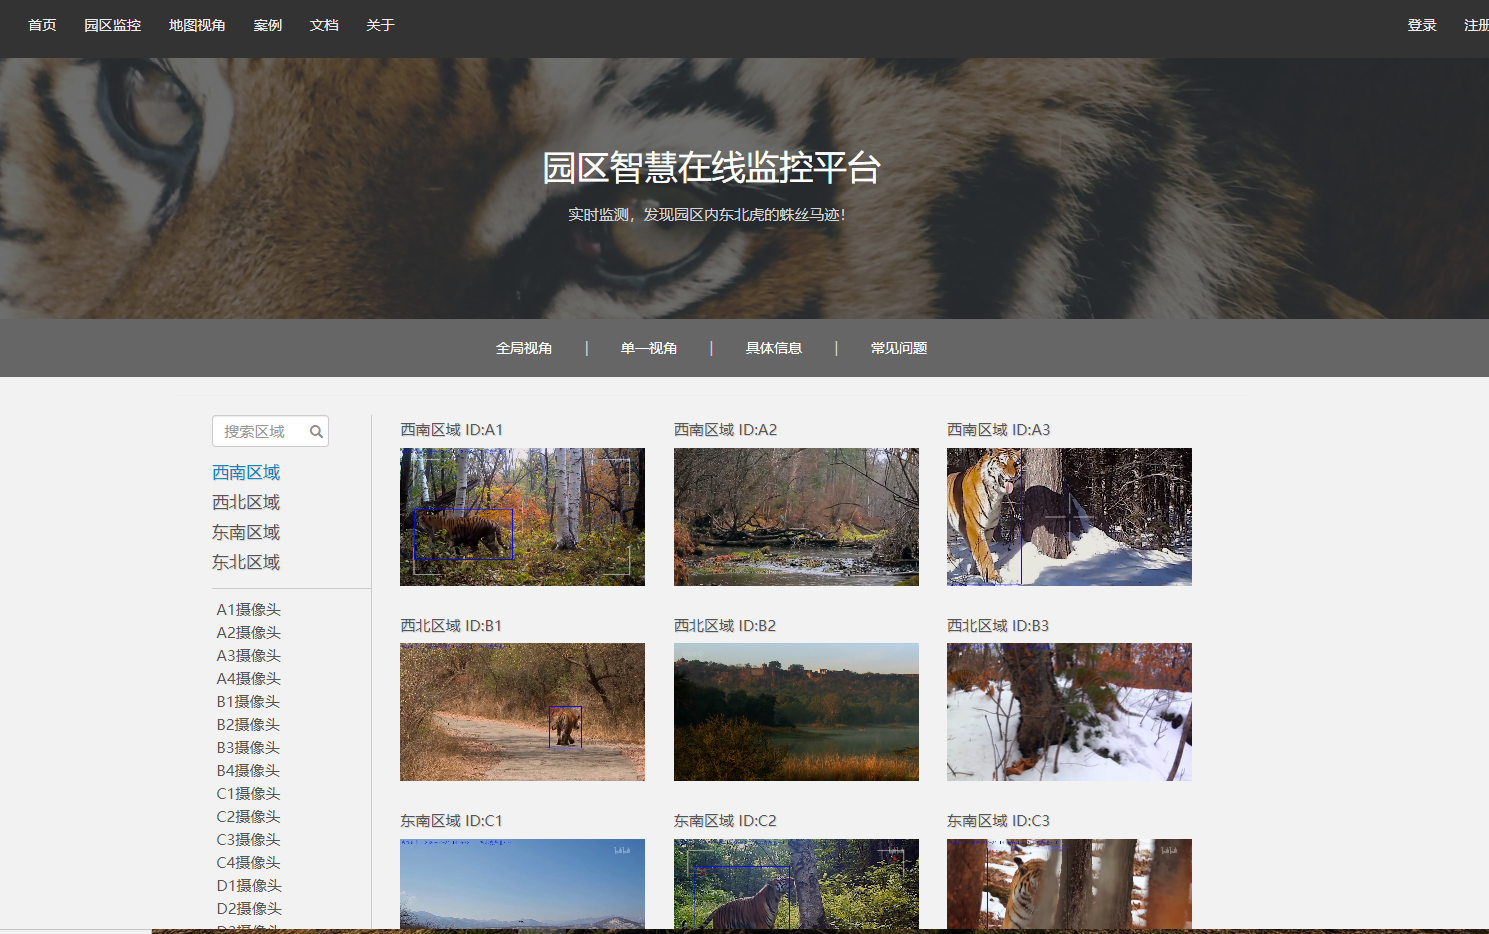 首页 园区监控 地图视角 案例 文档 关于 登录 注册
园区智慧在线监控平台
实时监测，发现园区内东北虎的蛛丝马迹！
全局视角 | 单一视角 | 具体信息 | 常见问题
搜索区域
西南区域
西北区域
东南区域
东北区域
A1摄像头
A2摄像头
A3摄像头
A4摄像头
B1摄像头
B2摄像头
B3摄像头
B4摄像头
C1摄像头
C2摄像头
C3摄像头
C4摄像头
D1摄像头
D2摄像头
D3摄像头
西南区域 ID:A1
西南区域 ID:A2
西南区域 ID:A3
西北区域 ID:B1
西北区域 ID:B2
西北区域 ID:B3
东南区域 ID:C1
东南区域 ID:C2
东南区域 ID:C3